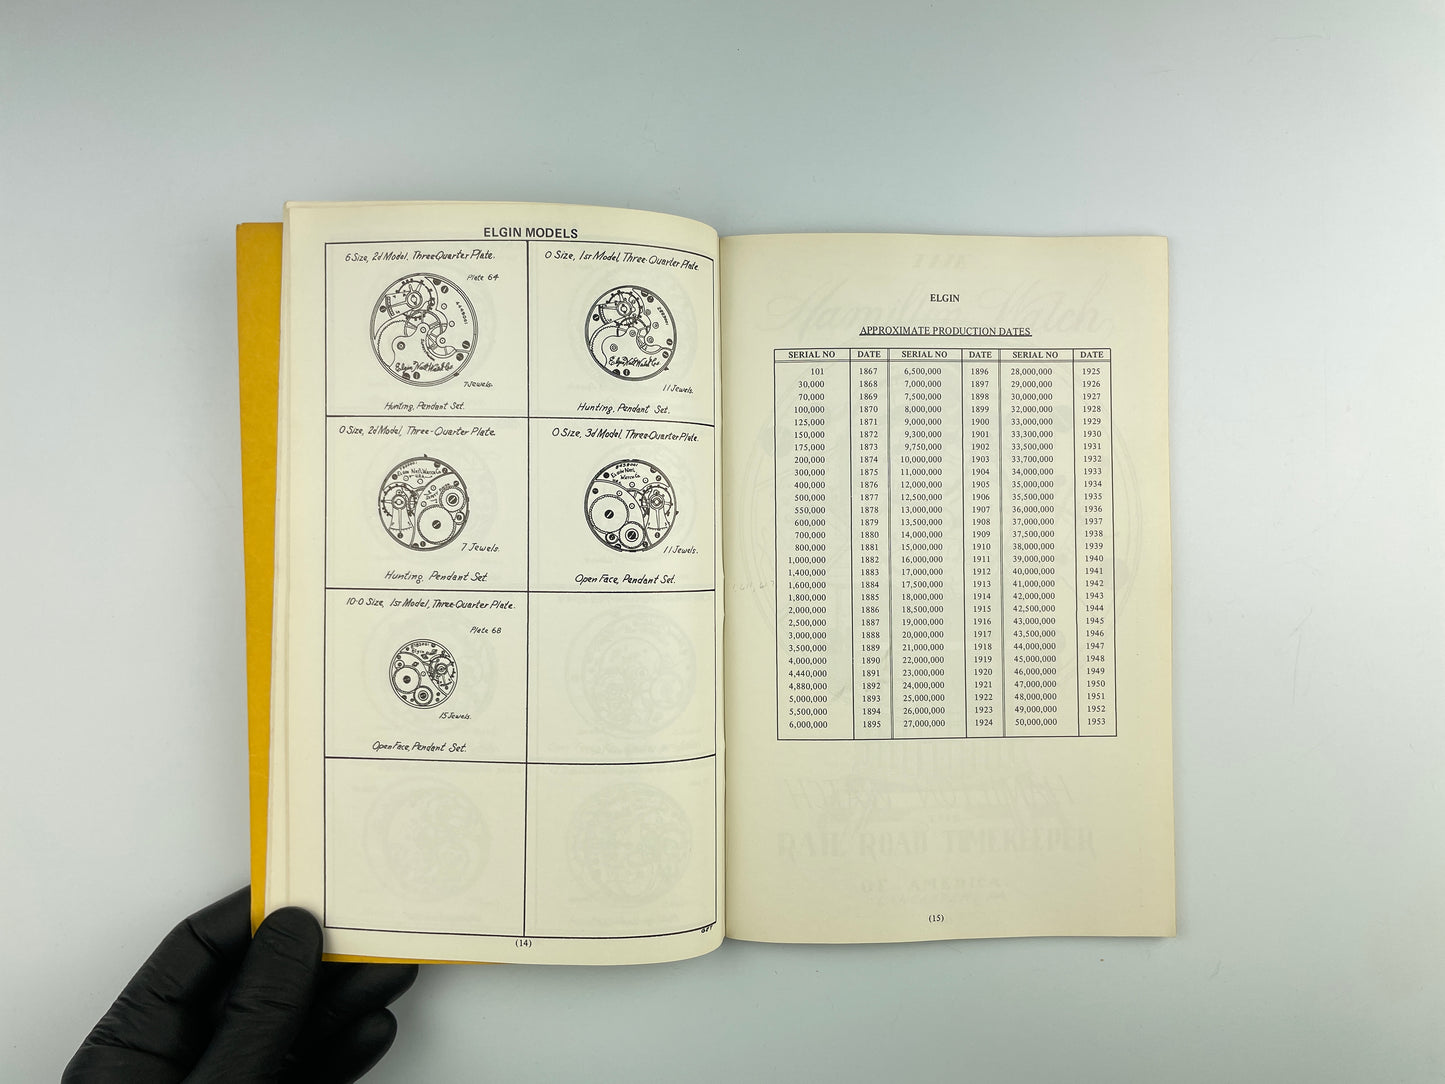 ELGIN MODELS
6 Size, 2d Model, Three-Quarter Plate.
Plate 64
4448001
Elgin Natl Watch Co
7 Jewels.
Hunting, Pendant Set.
0 Size, 1st Model, Three-Quarter Plate.
Elgin Natl Watch Co.
11 Jewels.
Hunting, Pendant Set.
0 Size, 2d Model, Three-Quarter Plate.
Elgin Natl. Watch Co.
7 Jewels.
Hunting, Pendant Set
0 Size, 3d Model, Three-Quarter Plate.
Elgin Natl
Watch Co
11 Jewels.
Open Face, Pendant Set.
10-0 Size, 1st Model, Three-Quarter Plate.
Plate 68
Elgin
15 Jewels.
Open Face, Pendant Set.
(14)
ELGIN
APPROXIMATE PRODUCTION DATES
SERIAL NO DATE SERIAL NO DATE SERIAL NO DATE
101 1867 6,500,000 1896 28,000,000 1925
30,000 1868 7,000,000 1897 29,000,000 1926
70,000 1869 7,500,000 1898 30,000,000 1927
100,000 1870 8,000,000 1899 32,000,000 1928
125,000 1871 9,000,000 1900 33,000,000 1929
150,000 1872 9,300,000 1901 33,300,000 1930
175,000 1873 9,750,000 1902 33,500,000 1931
200,000 1874 10,000,000 1903 33,700,000 1932
300,000 1875 11,000,000 1904 34,000,000 1933
400,000 1876 12,000,000 1905 35,000,000 1934
500,000 1877 12,500,000 1906 35,500,000 1935
550,000 1878 13,000,000 1907 36,000,000 1936
600,000 1879 13,500,000 1908 37,000,000 1937
700,000 1880 14,000,000 1909 37,500,000 1938
800,000 1881 15,000,000 1910 38,000,000 1939
1,000,000 1882 16,000,000 1911 39,000,000 1940
1,400,000 1883 17,000,000 1912 40,000,000 1941
1,600,000 1884 17,500,000 1913 41,000,000 1942
1,800,000 1885 18,000,000 1914 42,000,000 1943
2,000,000 1886 18,500,000 1915 42,500,000 1944
2,500,000 1887 19,000,000 1916 43,000,000 1945
3,000,000 1888 20,000,000 1917 43,500,000 1946
3,500,000 1889 21,000,000 1918 44,000,000 1947
4,000,000 1890 22,000,000 1919 45,000,000 1948
4,440,000 1891 23,000,000 1920 46,000,000 1949
4,880,000 1892 24,000,000 1921 47,000,000 1950
5,000,000 1893 25,000,000 1922 48,000,000 1951
5,500,000 1894 26,000,000 1923 49,000,000 1952
6,000,000 1895 27,000,000 1924 50,000,000 1953
(15)